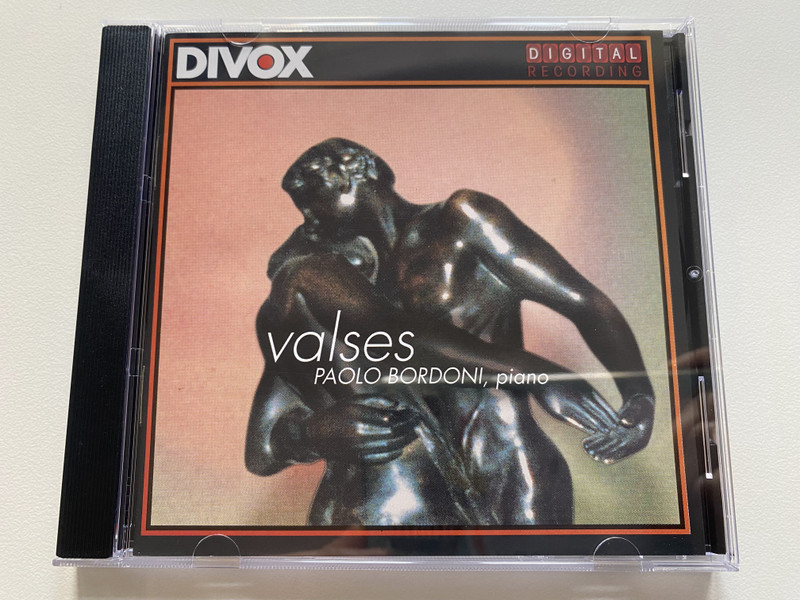 DIVOX
DIGITAL
RECORDING
valses
PAOLO BORDONI, piano